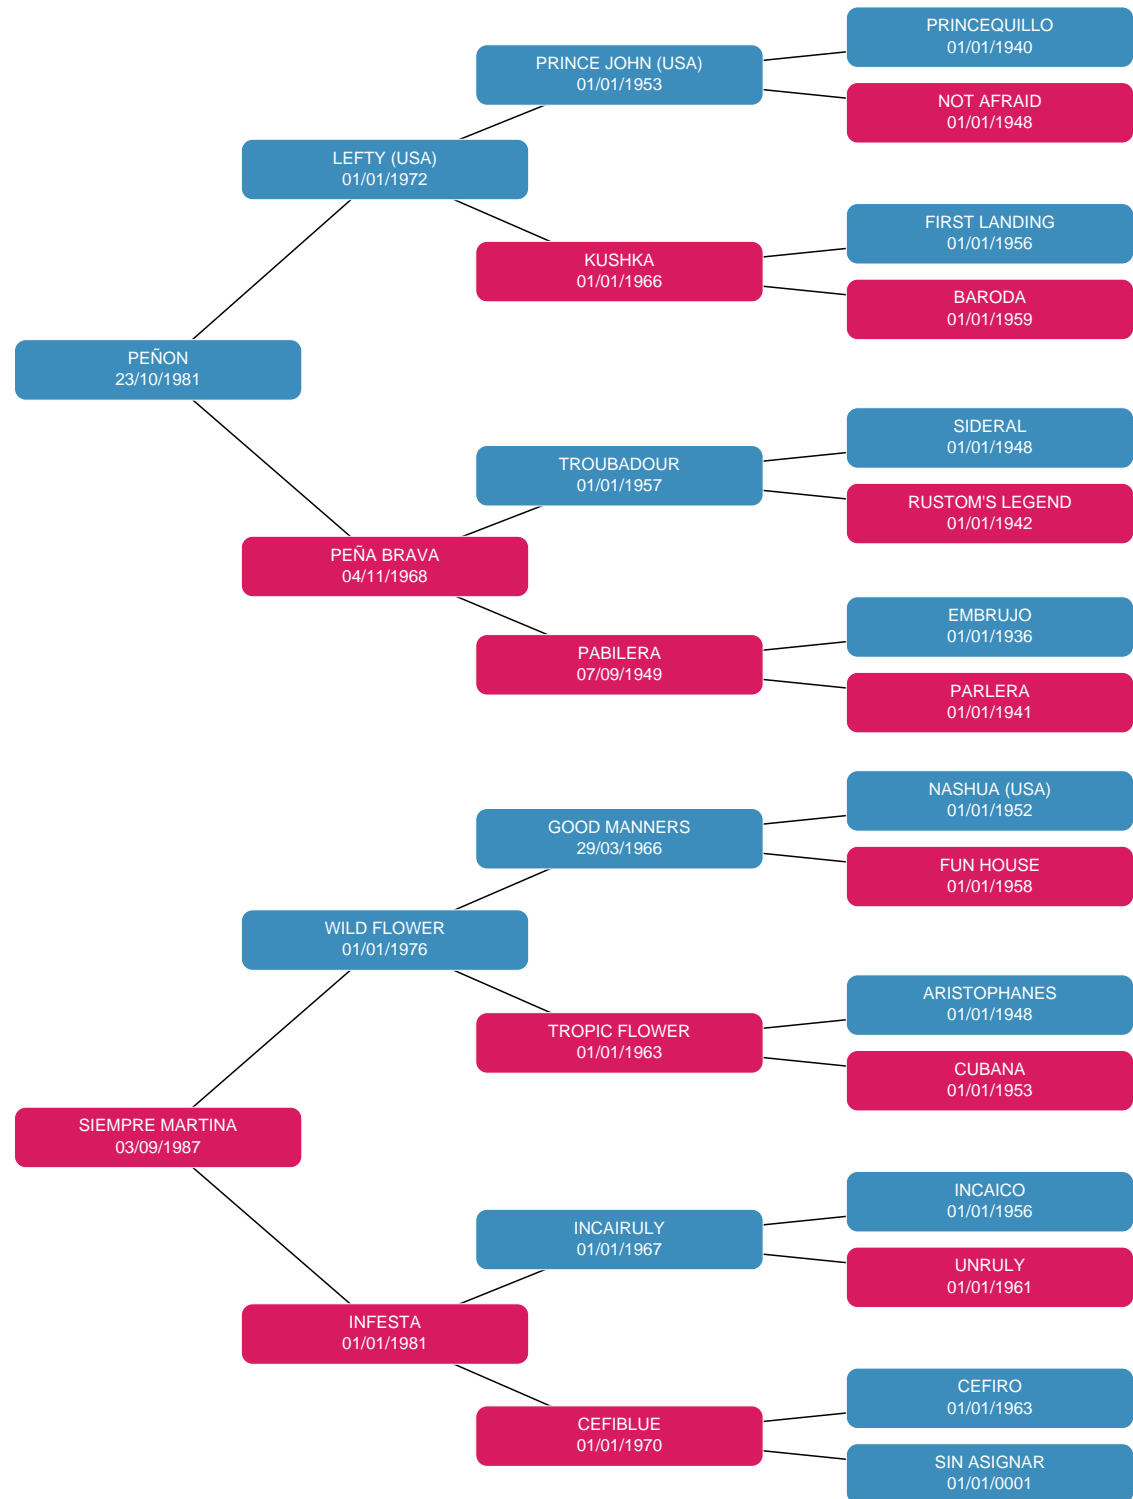 PRINCEQUILLO
01/01/1940
PRINCE JOHN (USA)
01/01/1953
NOT AFRAID
01/01/1948
LEFTY (USA)
01/01/1972
FIRST LANDING
01/01/1956
KUSHKA
01/01/1966
BARODA
01/01/1959
PEÑON
23/10/1981
SIDERAL
01/01/1948
TROUBADOUR
01/01/1957
RUSTOM'S LEGEND
01/01/1942
PEÑA BRAVA
04/11/1968
EMBRUJO
01/01/1936
PABILERA
07/09/1949
PARLERA
01/01/1941
NASHUA (USA)
01/01/1952
GOOD MANNERS
29/03/1966
FUN HOUSE
01/01/1958
WILD FLOWER
01/01/1976
ARISTOPHANES
01/01/1948
TROPIC FLOWER
01/01/1963
CUBANA
01/01/1953
SIEMPRE MARTINA
03/09/1987
INCAICO
01/01/1956
INCAIRULY
01/01/1967
UNRULY
01/01/1961
INFESTA
01/01/1981
CEFIRO
01/01/1963
CEFIBLUE
01/01/1970
SIN ASIGNAR
01/01/0001